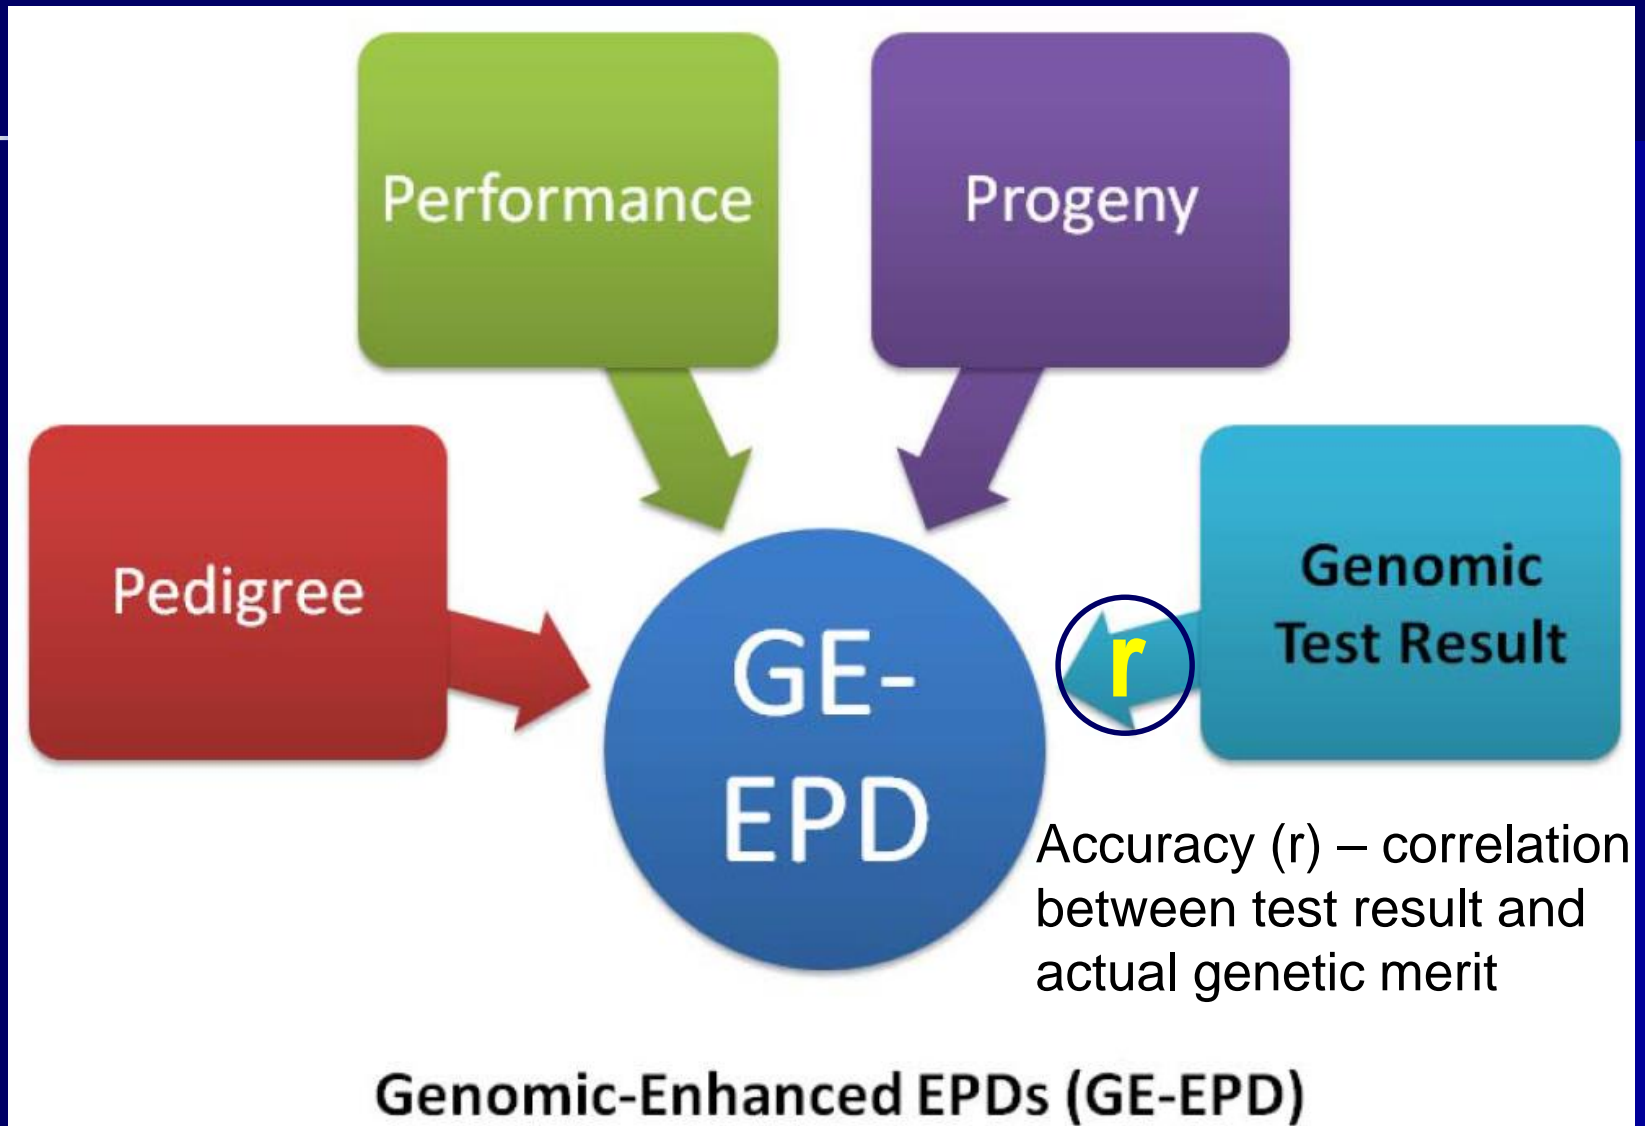 Performance
Progeny
Pedigree
Genomic
Test Result
r
GE-
EPD
Accuracy (r) – correlation
between test result and
actual genetic merit
Genomic-Enhanced EPDs (GE-EPD)